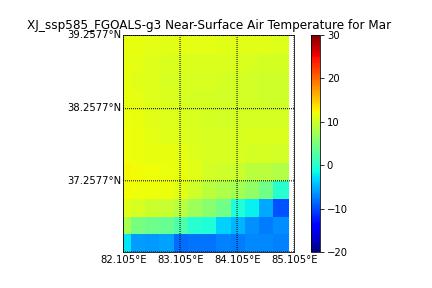 XJ_ssp585_FGOALS-g3 Near-Surface Air Temperature for Mar
39.2577°N
38.2577°N
37.2577°N
82.105°E 83.105°E 84.105°E 85.105°E
30
20
10
0
−10
−20